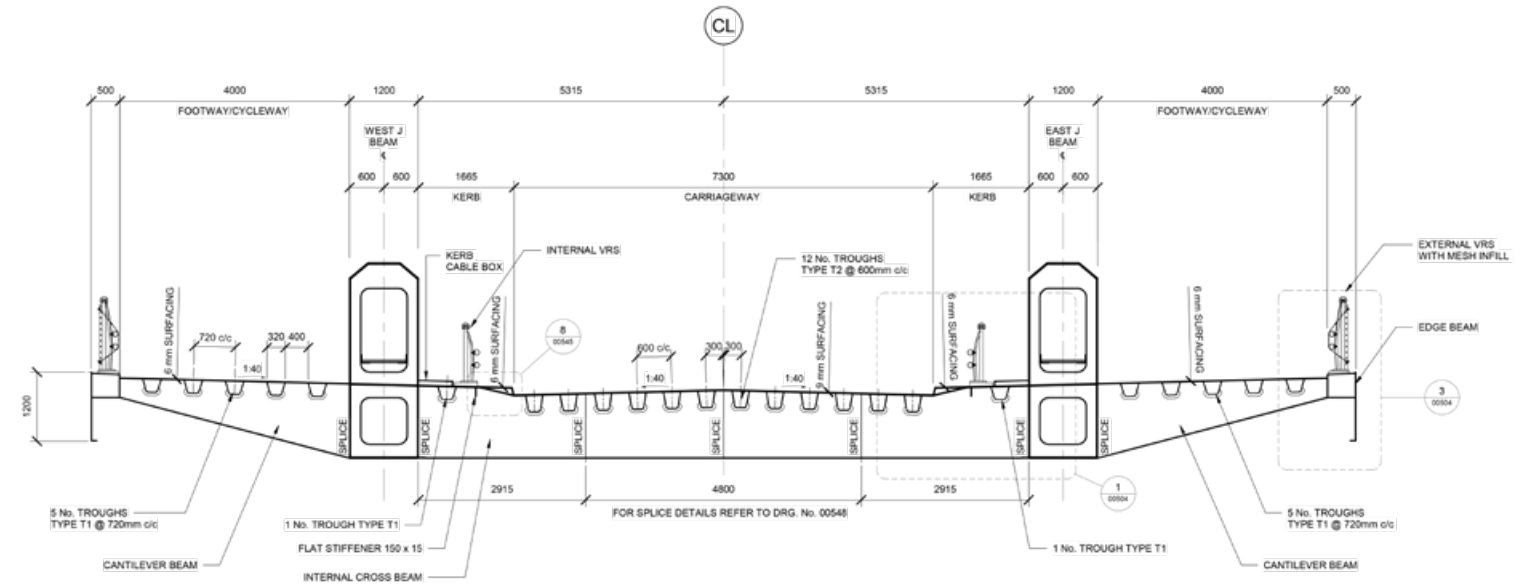 CL
500
4000
1200
5315
5315
1200
4000
500
FOOTWAY/CYCLEWAY
FOOTWAY/CYCLEWAY
WEST J
BEAM
EAST J
BEAM
600
600
1665
7300
1665
600
600
KERB
CARRIAGEWAY
KERB
KERB
CABLE BOX
INTERNAL VRS
12 No. TROUGHS
TYPE T2 @ 600mm c/c
EXTERNAL VRS
WITH MESH INFILL
6 mm SURFACING
720 c/c
320
400
1:40
6 mm SURFACING
8
00545
600 c/c
300
300
1:40
1:40
9 mm SURFACING
6 mm SURFACING
6 mm SURFACING
EDGE BEAM
1200
3
00504
SPLICE
SPLICE
SPLICE
SPLICE
SPLICE
SPLICE
SPLICE
2915
4800
2915
1
00504
FOR SPLICE DETAILS REFER TO DRG. No. 00548
5 No. TROUGHS
TYPE T1 @ 720mm c/c
1 No. TROUGH TYPE T1
5 No. TROUGHS
TYPE T1 @ 720mm c/c
FLAT STIFFENER 150 x 15
1 No. TROUGH TYPE T1
CANTILEVER BEAM
CANTILEVER BEAM
INTERNAL CROSS BEAM